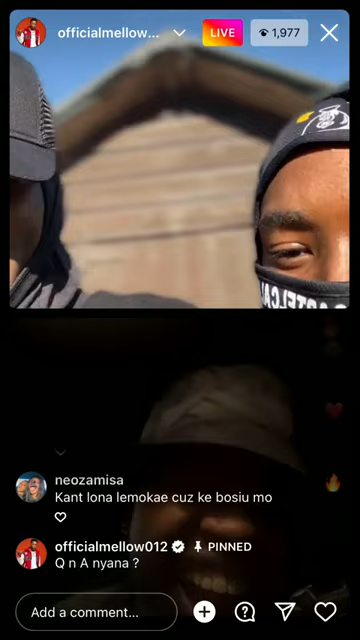 officialmellow...
LIVE
1,977
neozamisa
Kant lona lemokae cuz ke bosiu mo
officialmellow012 PINNED
Q n A nyana ?
Add a comment...